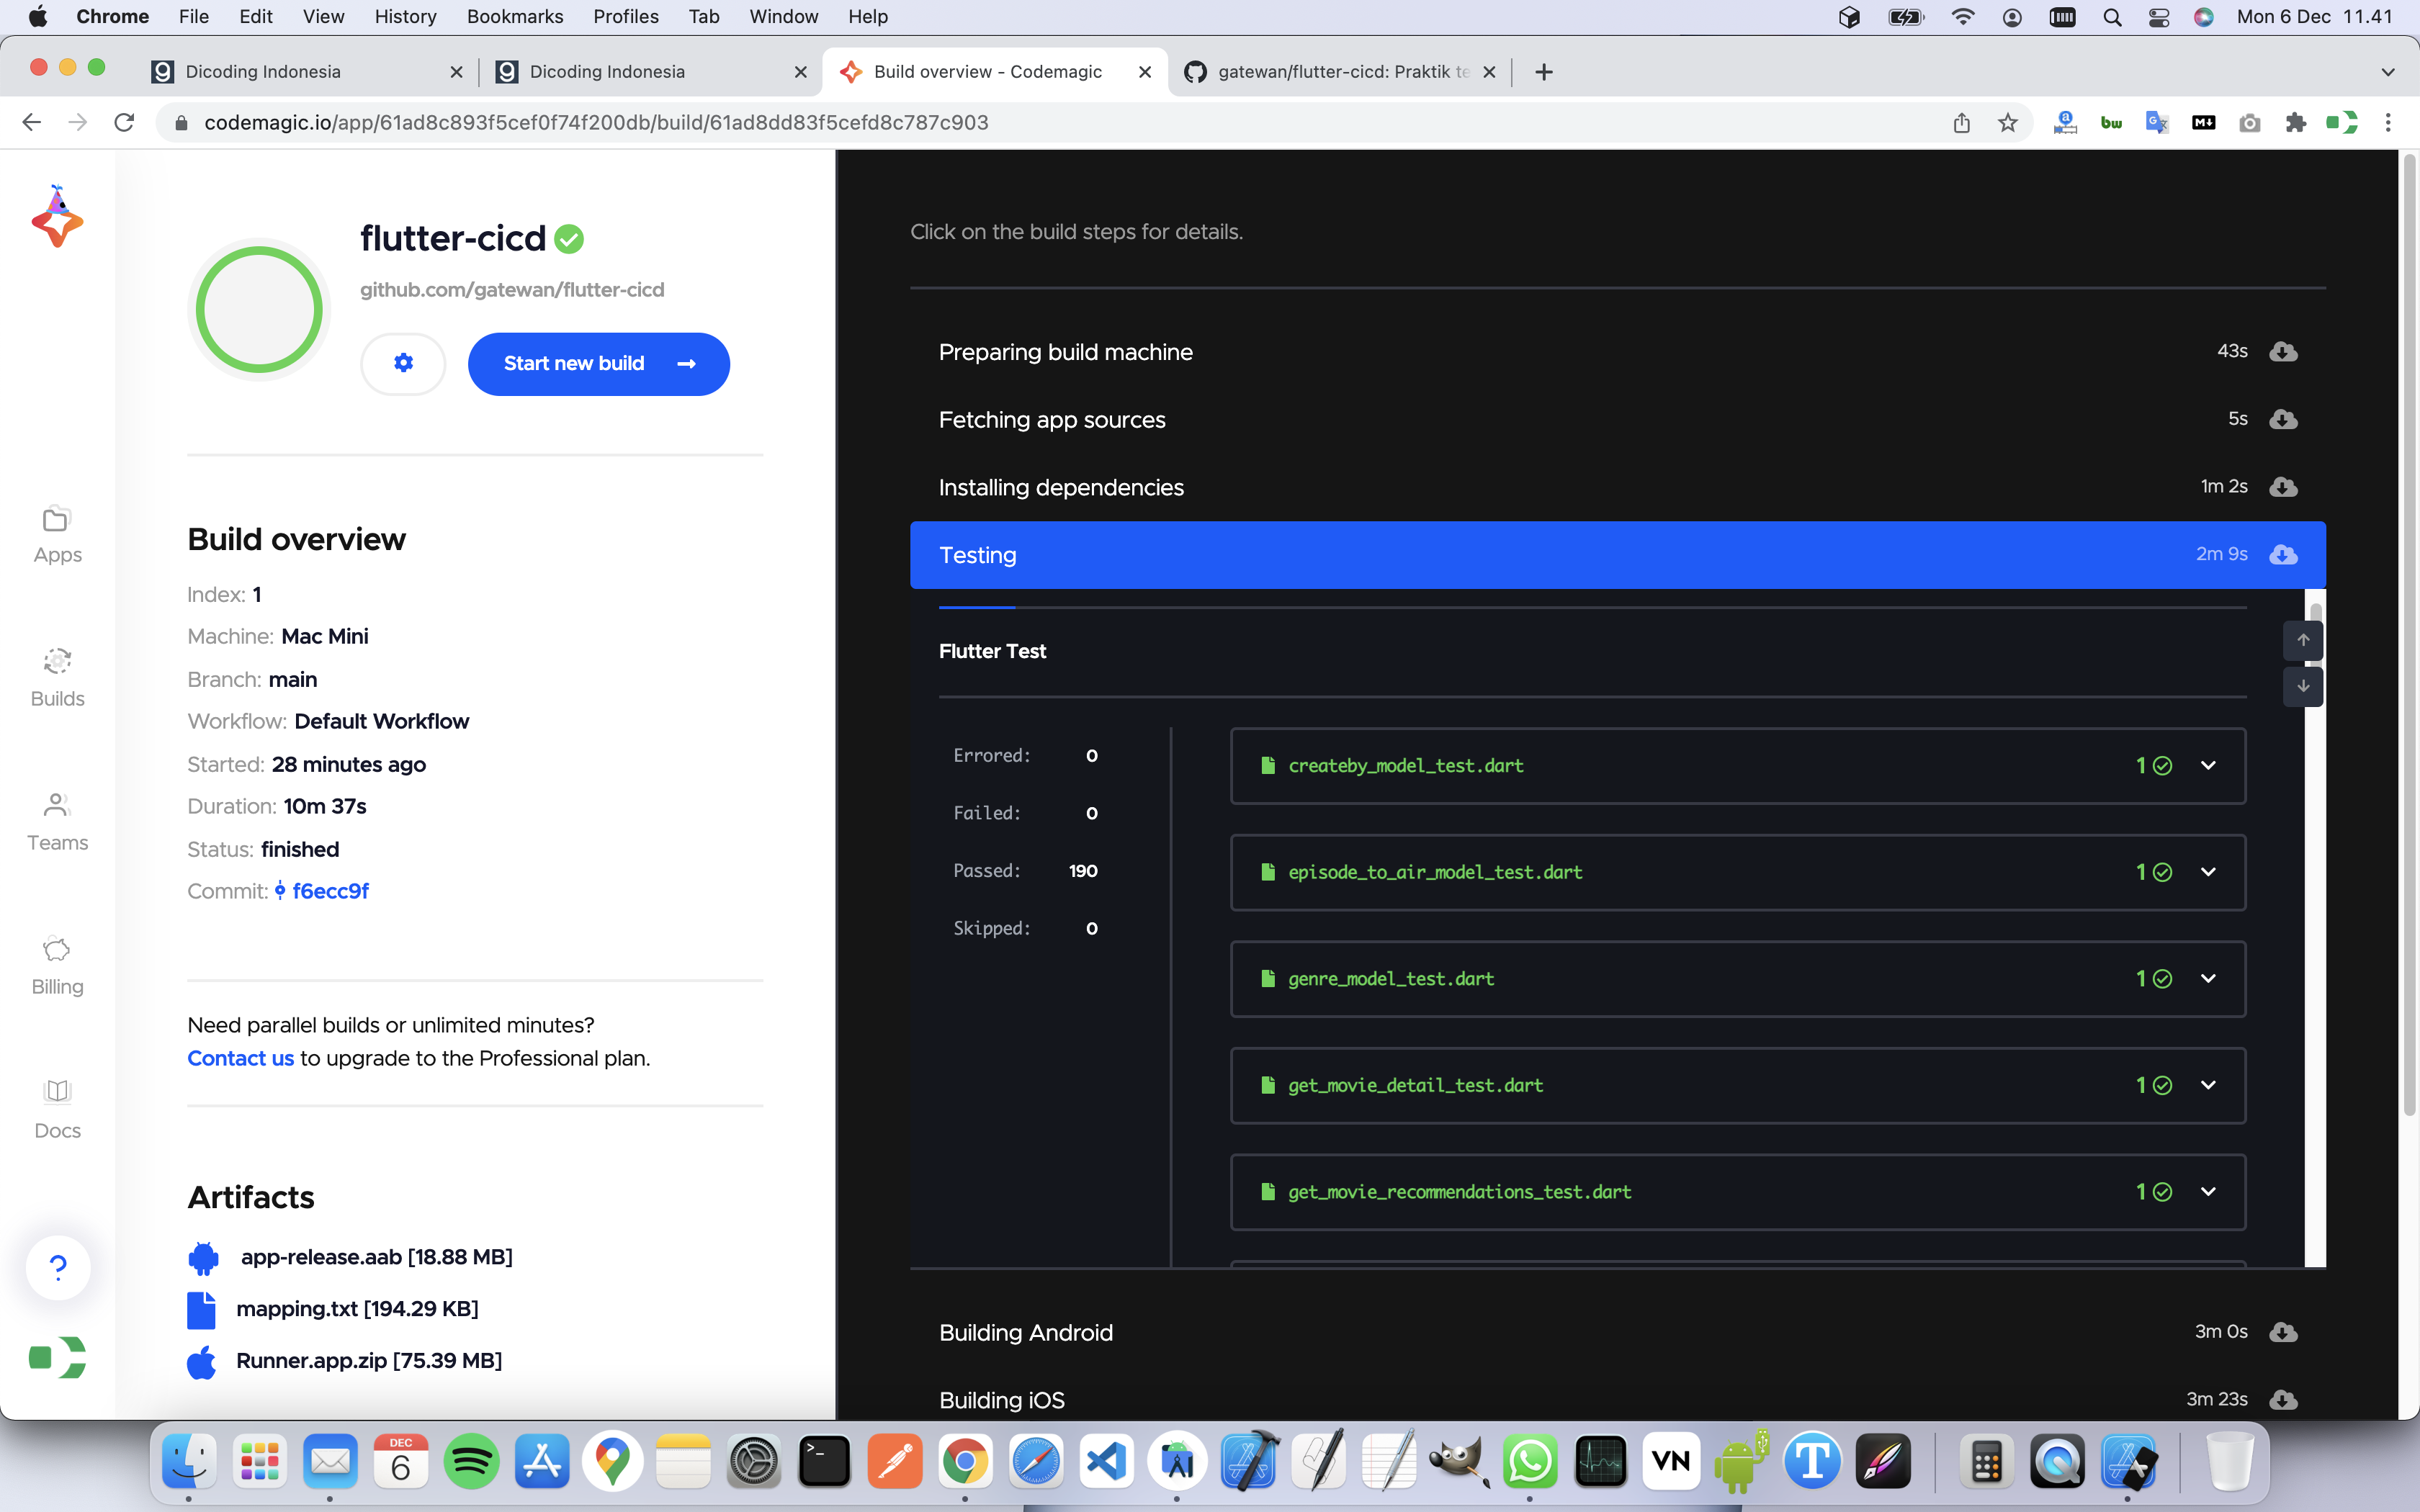 Chrome File Edit View History Bookmarks Profiles Tab Window Help Mon 6 Dec 11.41
Dicoding Indonesia Dicoding Indonesia Build overview - Codemagic gatewan/flutter-cicd: Praktik te
codemagic.io/app/61ad8c893f5cef0f74f200db/build/61ad8dd83f5cefd8c787c903
a
bw
G
M
Apps
Builds
Teams
Billing
Docs
?
flutter-cicd
github.com/gatewan/flutter-cicd
Start new build →
Build overview
Index: 1
Machine: Mac Mini
Branch: main
Workflow: Default Workflow
Started: 28 minutes ago
Duration: 10m 37s
Status: finished
Commit: f6ecc9f
Need parallel builds or unlimited minutes?
Contact us to upgrade to the Professional plan.
Artifacts
app-release.aab [18.88 MB]
mapping.txt [194.29 KB]
Runner.app.zip [75.39 MB]
Click on the build steps for details.
Preparing build machine 43s
Fetching app sources 5s
Installing dependencies 1m 2s
Testing 2m 9s
Flutter Test
Errored: 0
Failed: 0
Passed: 190
Skipped: 0
createby_model_test.dart 1
episode_to_air_model_test.dart 1
genre_model_test.dart 1
get_movie_detail_test.dart 1
get_movie_recommendations_test.dart 1
Building Android 3m 0s
Building iOS 3m 23s
DEC
6
>_
VN
T